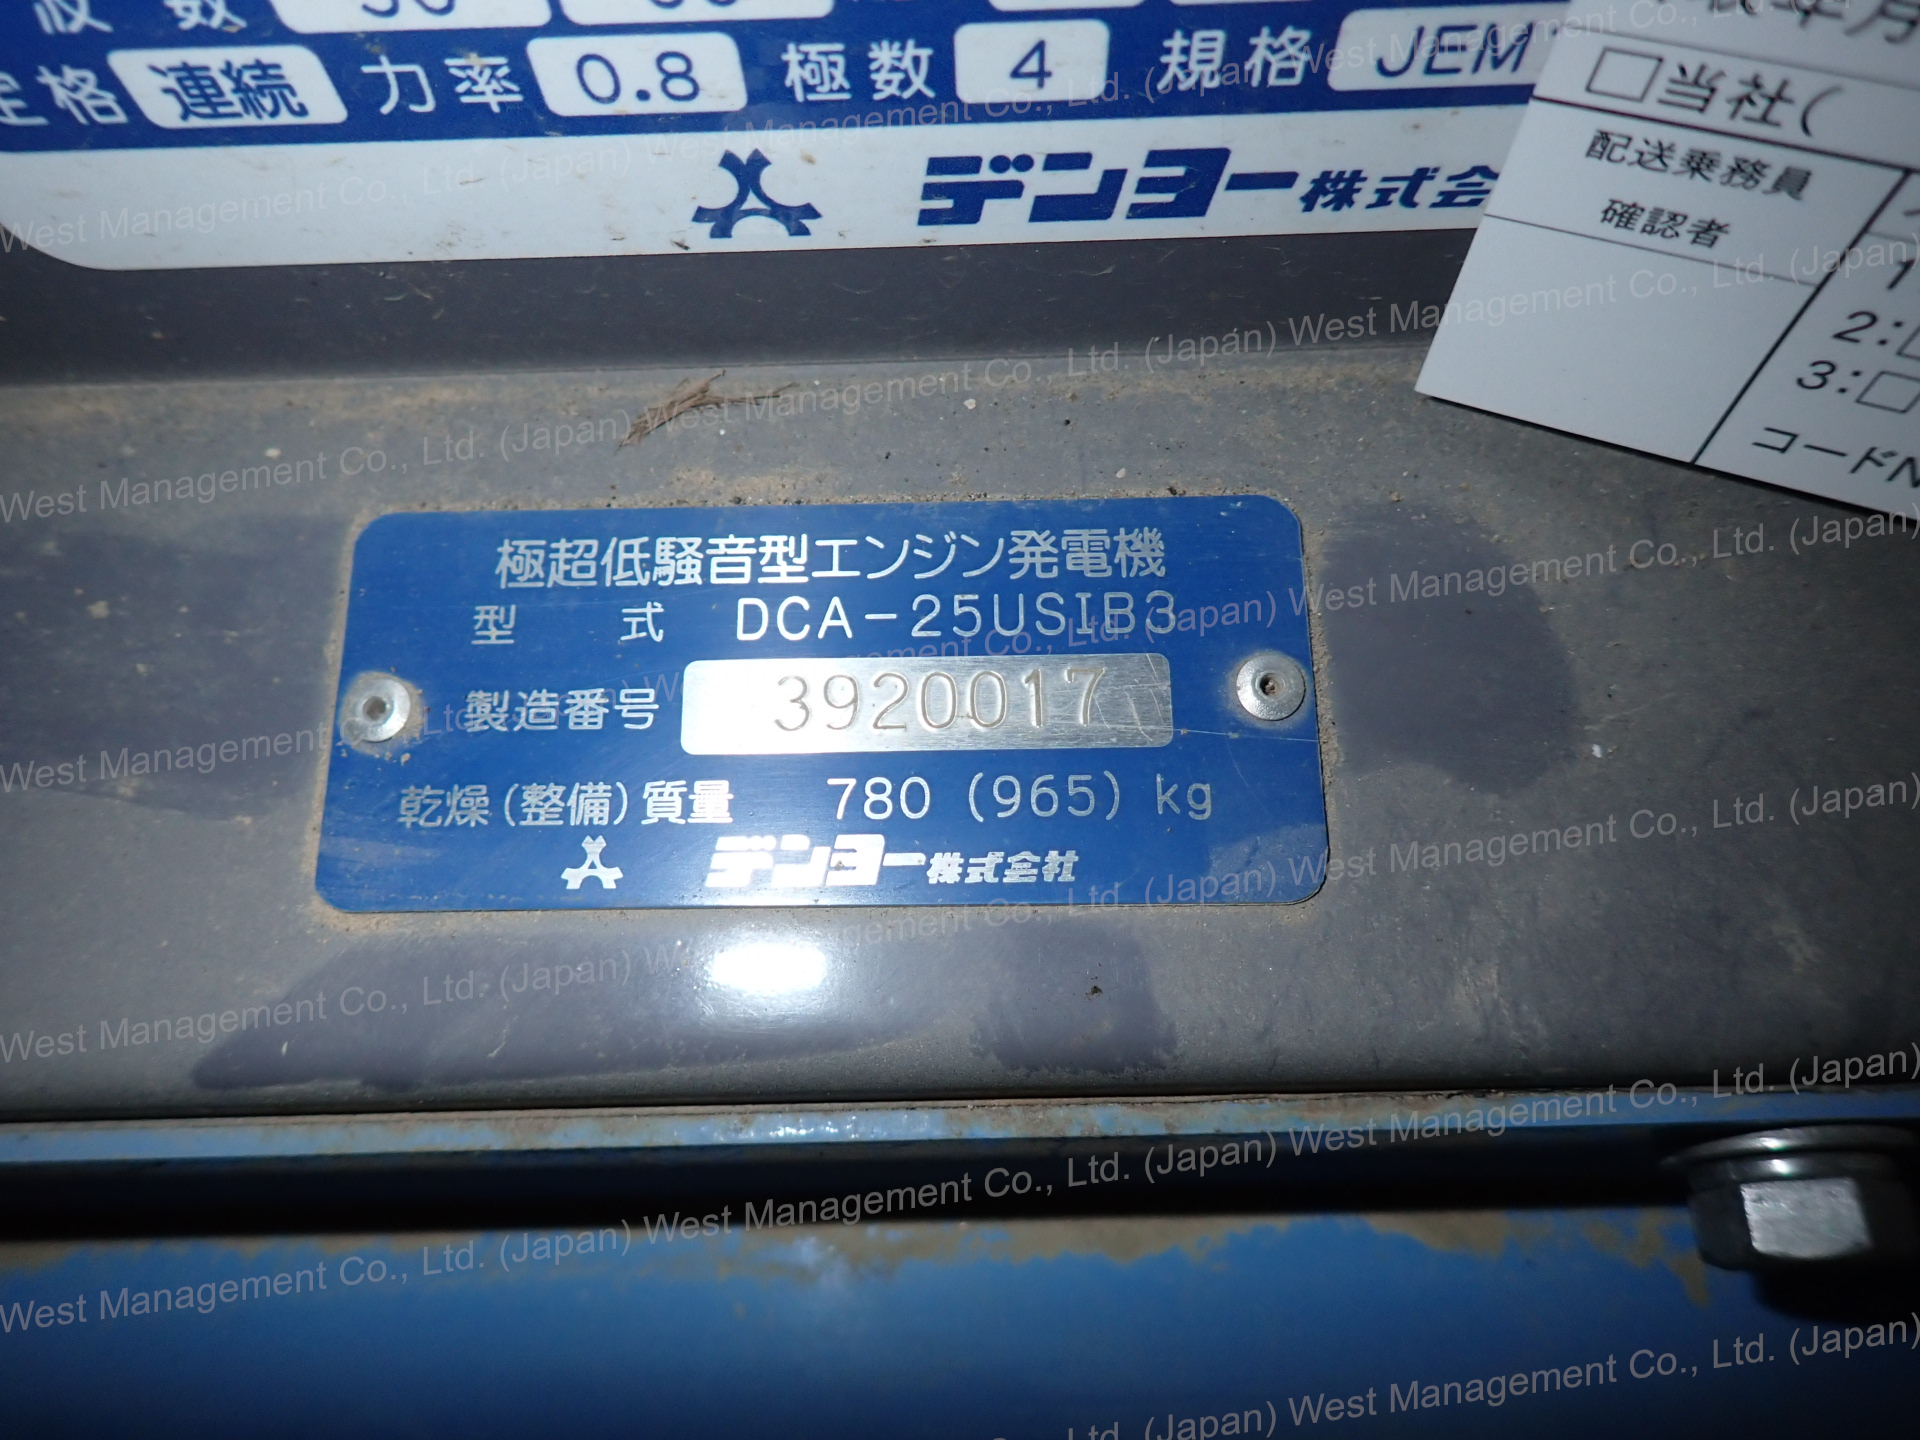 定格 連続 力率 0.8 極数 4 規格 JEM
デンヨー株式会
□当社(
配送乗務員
確認者
1
2:□
3:□
コードN
極超低騒音型エンジン発電機
型 式 DCA-25USIB3
製造番号 3920017
乾燥(整備)質量 780 (965) kg
デンヨー株式会社
West Management Co., Ltd. (Japan)